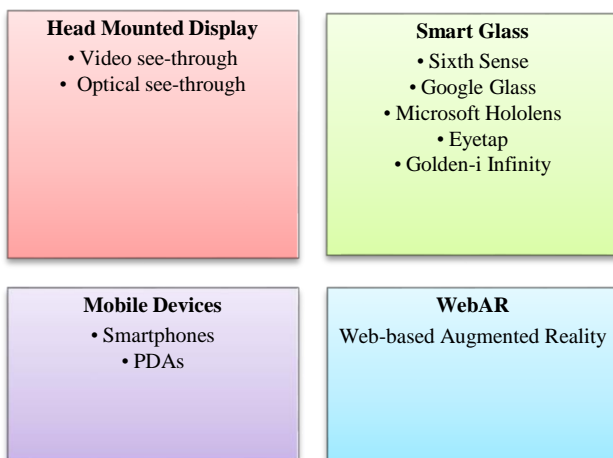 Head Mounted Display
• Video see-through
• Optical see-through
Smart Glass
• Sixth Sense
• Google Glass
• Microsoft Hololens
• Eyetap
• Golden-i Infinity
Mobile Devices
• Smartphones
• PDAs
WebAR
Web-based Augmented Reality